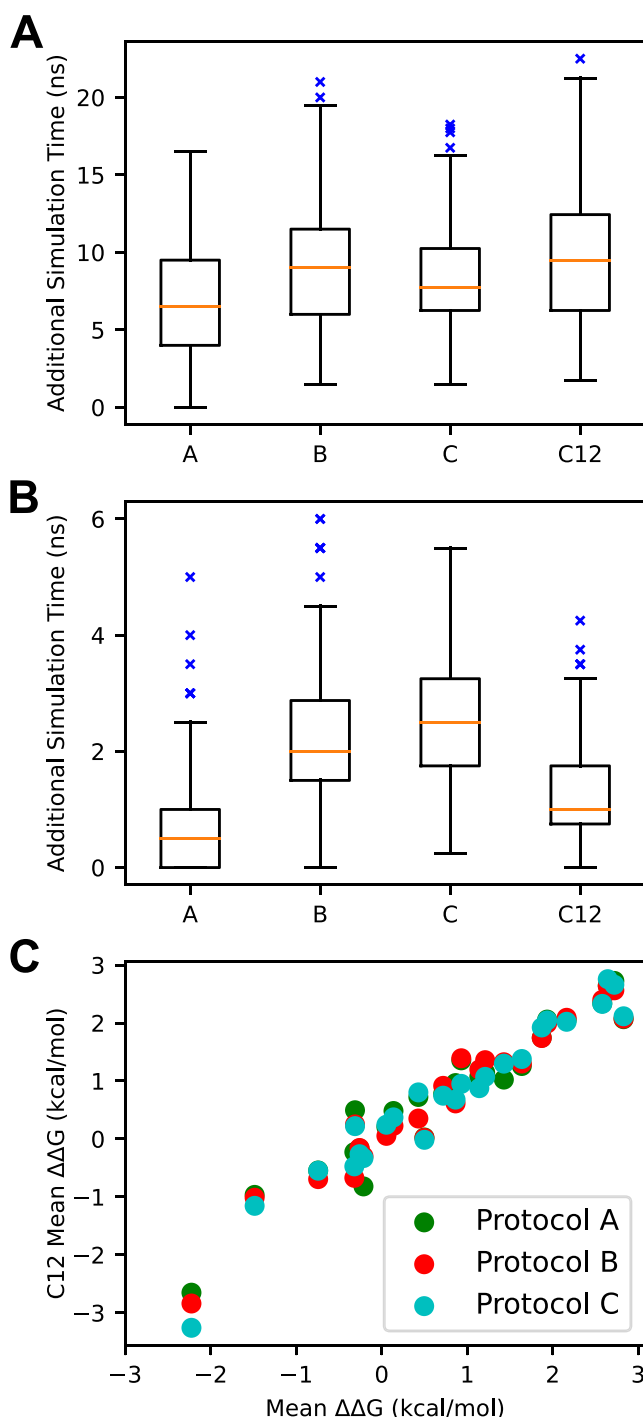 A
Additional Simulation Time (ns)
20
15
10
5
0
A B C C12
B
Additional Simulation Time (ns)
6
4
2
0
A B C C12
C
C12 Mean ΔΔG (kcal/mol)
3
2
1
0
−1
−2
−3
Protocol A
Protocol B
Protocol C
−3 −2 −1 0 1 2 3
Mean ΔΔG (kcal/mol)